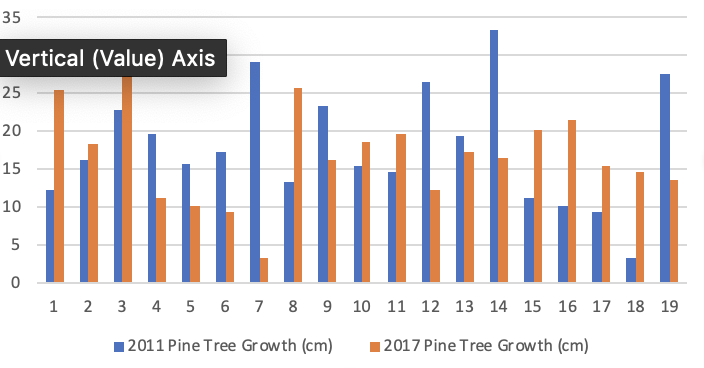 35
Vertical (Value) Axis
25
20
15
10
5
0
1 2 3 4 5 6 7 8 9 10 11 12 13 14 15 16 17 18 19
2011 Pine Tree Growth (cm) 2017 Pine Tree Growth (cm)